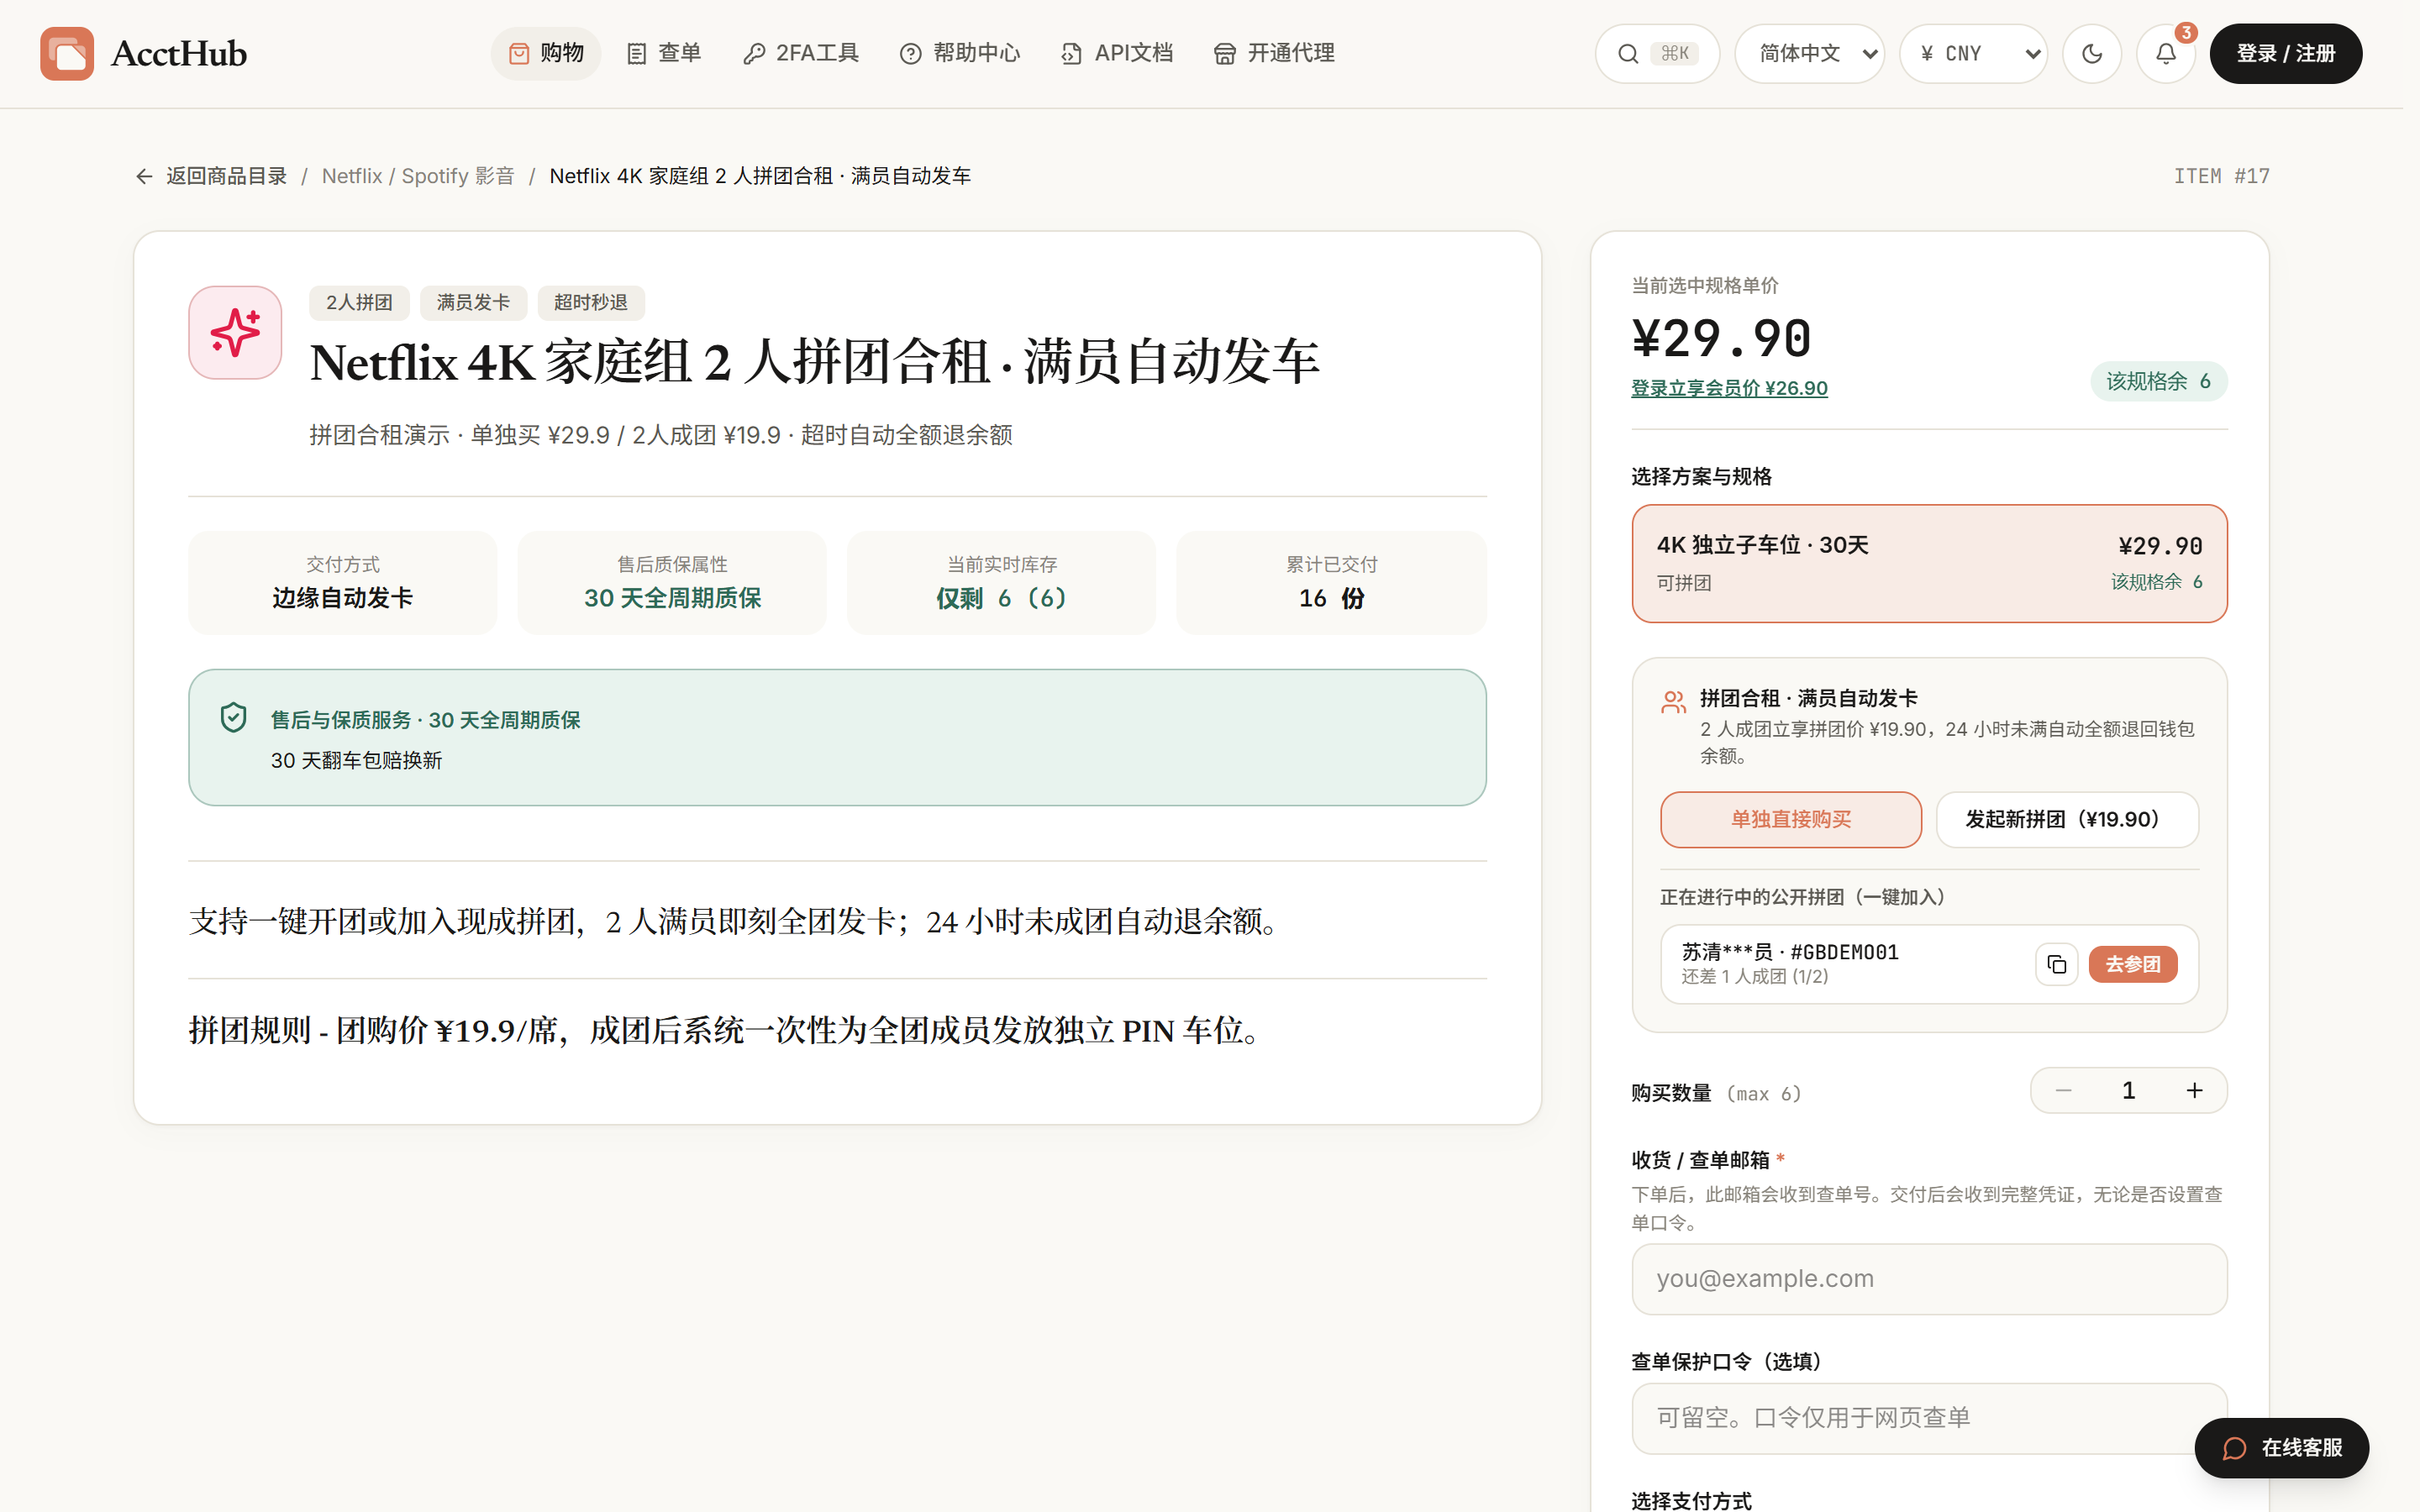 AcctHub
购物
查单
2FA工具
帮助中心
API文档
开通代理
⌘K
简体中文
¥ CNY
3
登录 / 注册
返回商品目录 / Netflix / Spotify 影音 / Netflix 4K 家庭组 2 人拼团合租 · 满员自动发车
ITEM #17
2人拼团
满员发卡
超时秒退
Netflix 4K 家庭组 2 人拼团合租 · 满员自动发车
拼团合租演示 · 单独买 ¥29.9 / 2人成团 ¥19.9 · 超时自动全额退余额
交付方式
边缘自动发卡
售后质保属性
30 天全周期质保
当前实时库存
仅剩 6 (6)
累计已交付
16 份
售后与保质服务 · 30 天全周期质保
30 天翻车包赔换新
支持一键开团或加入现成拼团，2 人满员即刻全团发卡；24 小时未成团自动退余额。
拼团规则 - 团购价 ¥19.9/席，成团后系统一次性为全团成员发放独立 PIN 车位。
当前选中规格单价
¥29.90
登录立享会员价 ¥26.90
该规格余 6
选择方案与规格
4K 独立子车位 · 30天
¥29.90
可拼团
该规格余 6
拼团合租 · 满员自动发卡
2 人成团立享拼团价 ¥19.90，24 小时未满自动全额退回钱包
余额。
单独直接购买
发起新拼团（¥19.90）
正在进行中的公开拼团（一键加入）
苏清***员 · #GBDEMO01
还差 1 人成团 (1/2)
去参团
购买数量 (max 6)
1
收货 / 查单邮箱 *
下单后，此邮箱会收到查单号。交付后会收到完整凭证，无论是否设置查
单口令。
you@example.com
查单保护口令（选填）
可留空。口令仅用于网页查单
在线客服
选择支付方式